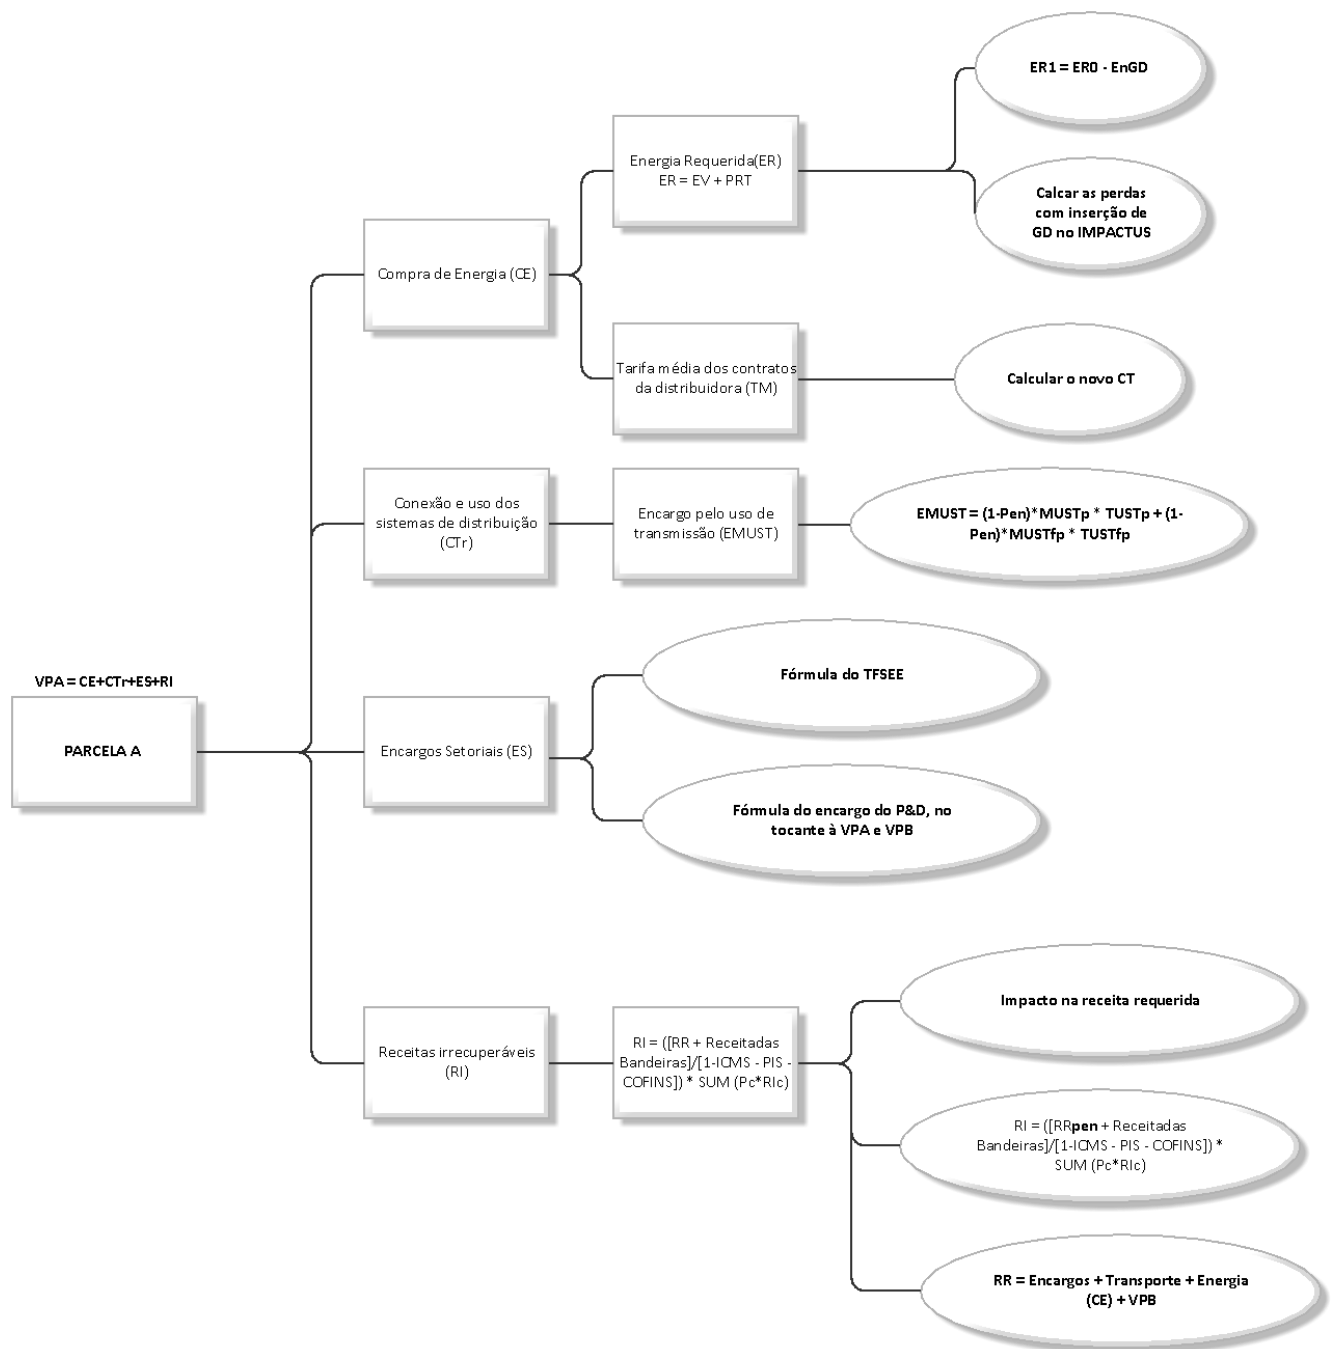 ER1 = ER0 - EnGD
Energia Requerida(ER)
ER = EV + PRT
Calcar as perdas
com inserção de
GD no IMPACTUS
Compra de Energia (CE)
Tarifa média dos contratos
da distribuidora (TM)
Calcular o novo CT
Conexão e uso dos
sistemas de distribuição
(CTr)
Encargo pelo uso de
transmissão (EMUST)
EMUST = (1-Pen)*MUSTp * TUSTp + (1-
Pen)*MUSTfp * TUSTfp
VPA = CE+CTr+ES+RI
PARCELA A
Encargos Setoriais (ES)
Fórmula do TFSEE
Fórmula do encargo do P&D, no
tocante à VPA e VPB
Receitas irrecuperáveis
(RI)
RI = ([RR + Receitadas
Bandeiras]/[1-ICMS - PIS -
COFINS]) * SUM (Pc*RIc)
Impacto na receita requerida
RI = ([RRpen + Receitadas
Bandeiras]/[1-ICMS - PIS - COFINS]) *
SUM (Pc*RIc)
RR = Encargos + Transporte + Energia
(CE) + VPB